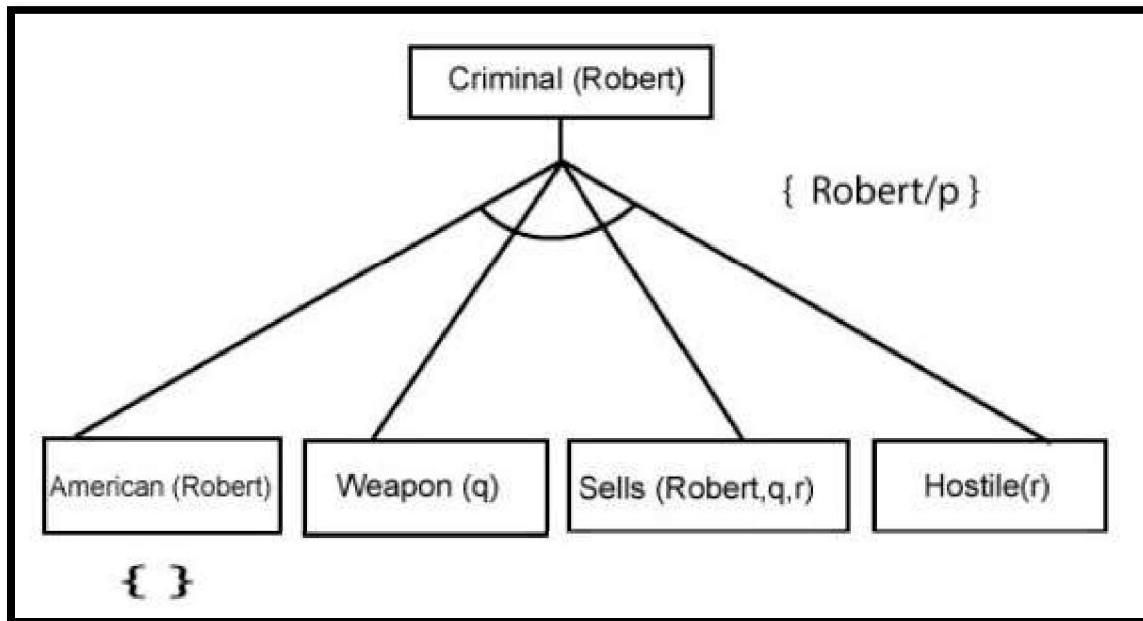 Criminal (Robert)
{ Robert/p }
American (Robert)
Weapon (q)
Sells (Robert,q,r)
Hostile(r)
{ }